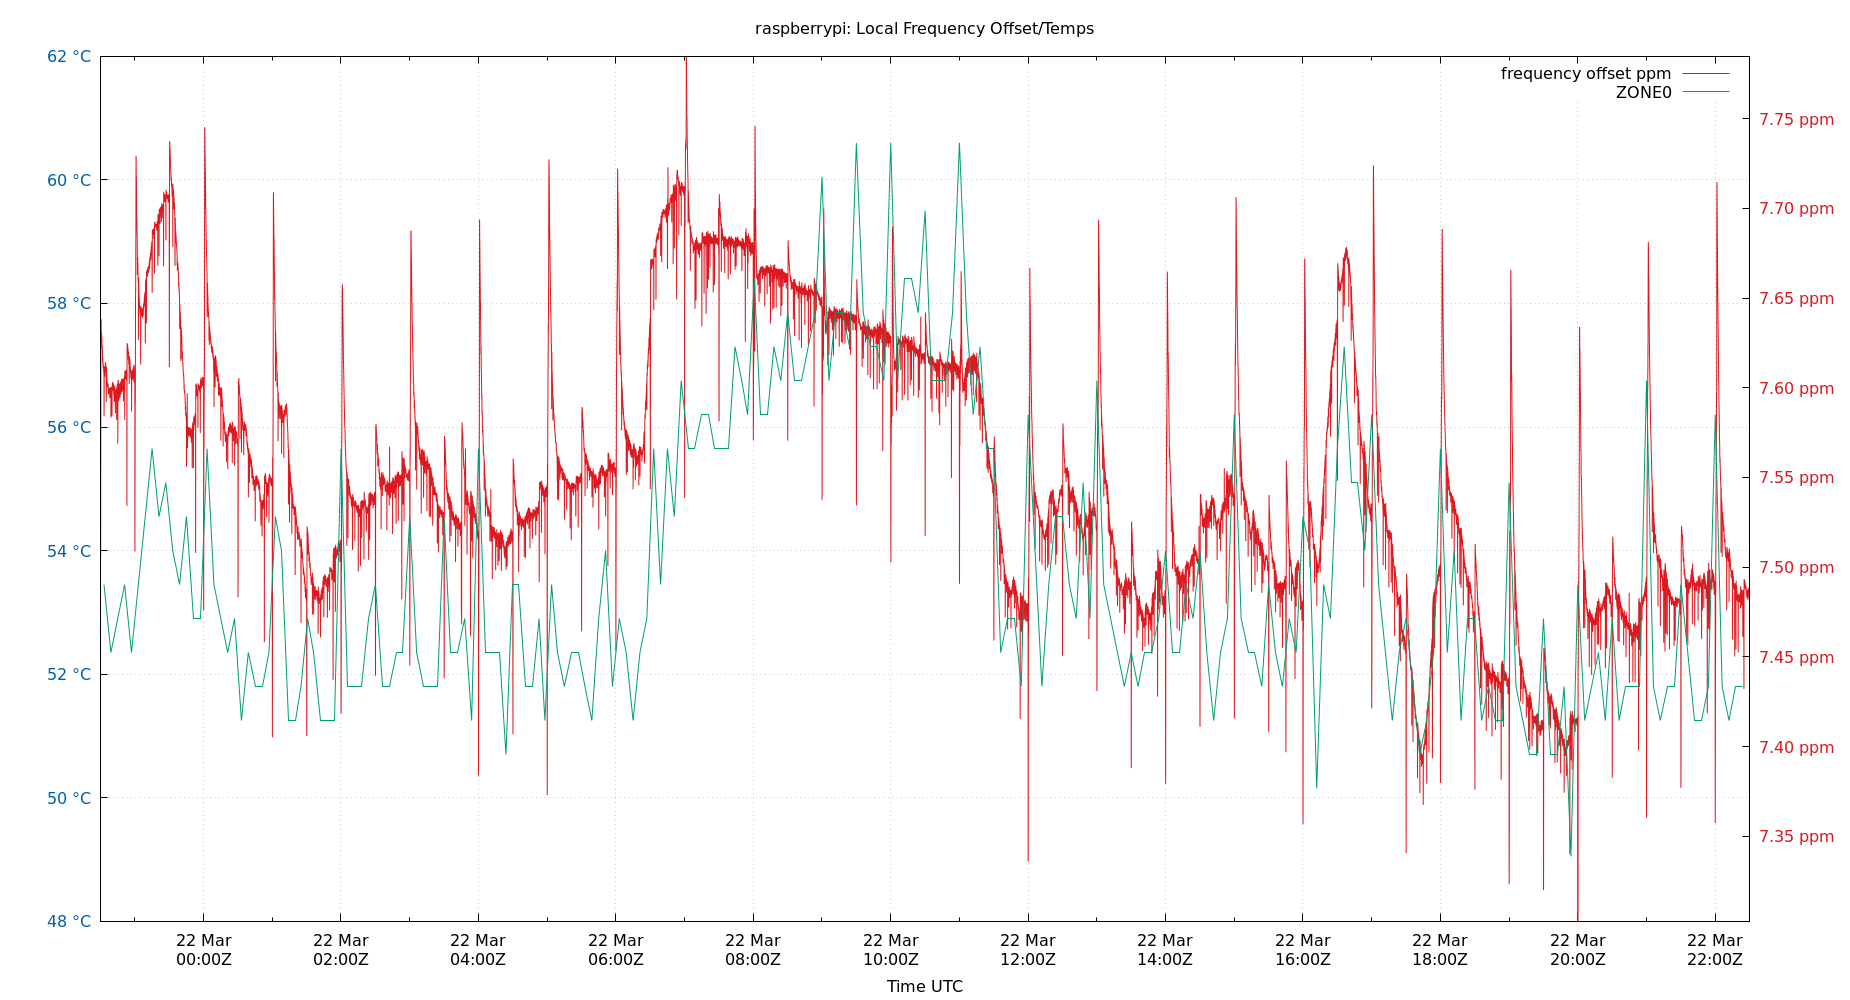 raspberrypi: Local Frequency Offset/Temps
62 °C
60 °C
58 °C
56 °C
54 °C
52 °C
50 °C
48 °C
frequency offset ppm
ZONE0
7.75 ppm
7.70 ppm
7.65 ppm
7.60 ppm
7.55 ppm
7.50 ppm
7.45 ppm
7.40 ppm
7.35 ppm
22 Mar 22 Mar 22 Mar 22 Mar 22 Mar 22 Mar 22 Mar 22 Mar 22 Mar 22 Mar 22 Mar 22 Mar
00:00Z 02:00Z 04:00Z 06:00Z 08:00Z 10:00Z 12:00Z 14:00Z 16:00Z 18:00Z 20:00Z 22:00Z
Time UTC